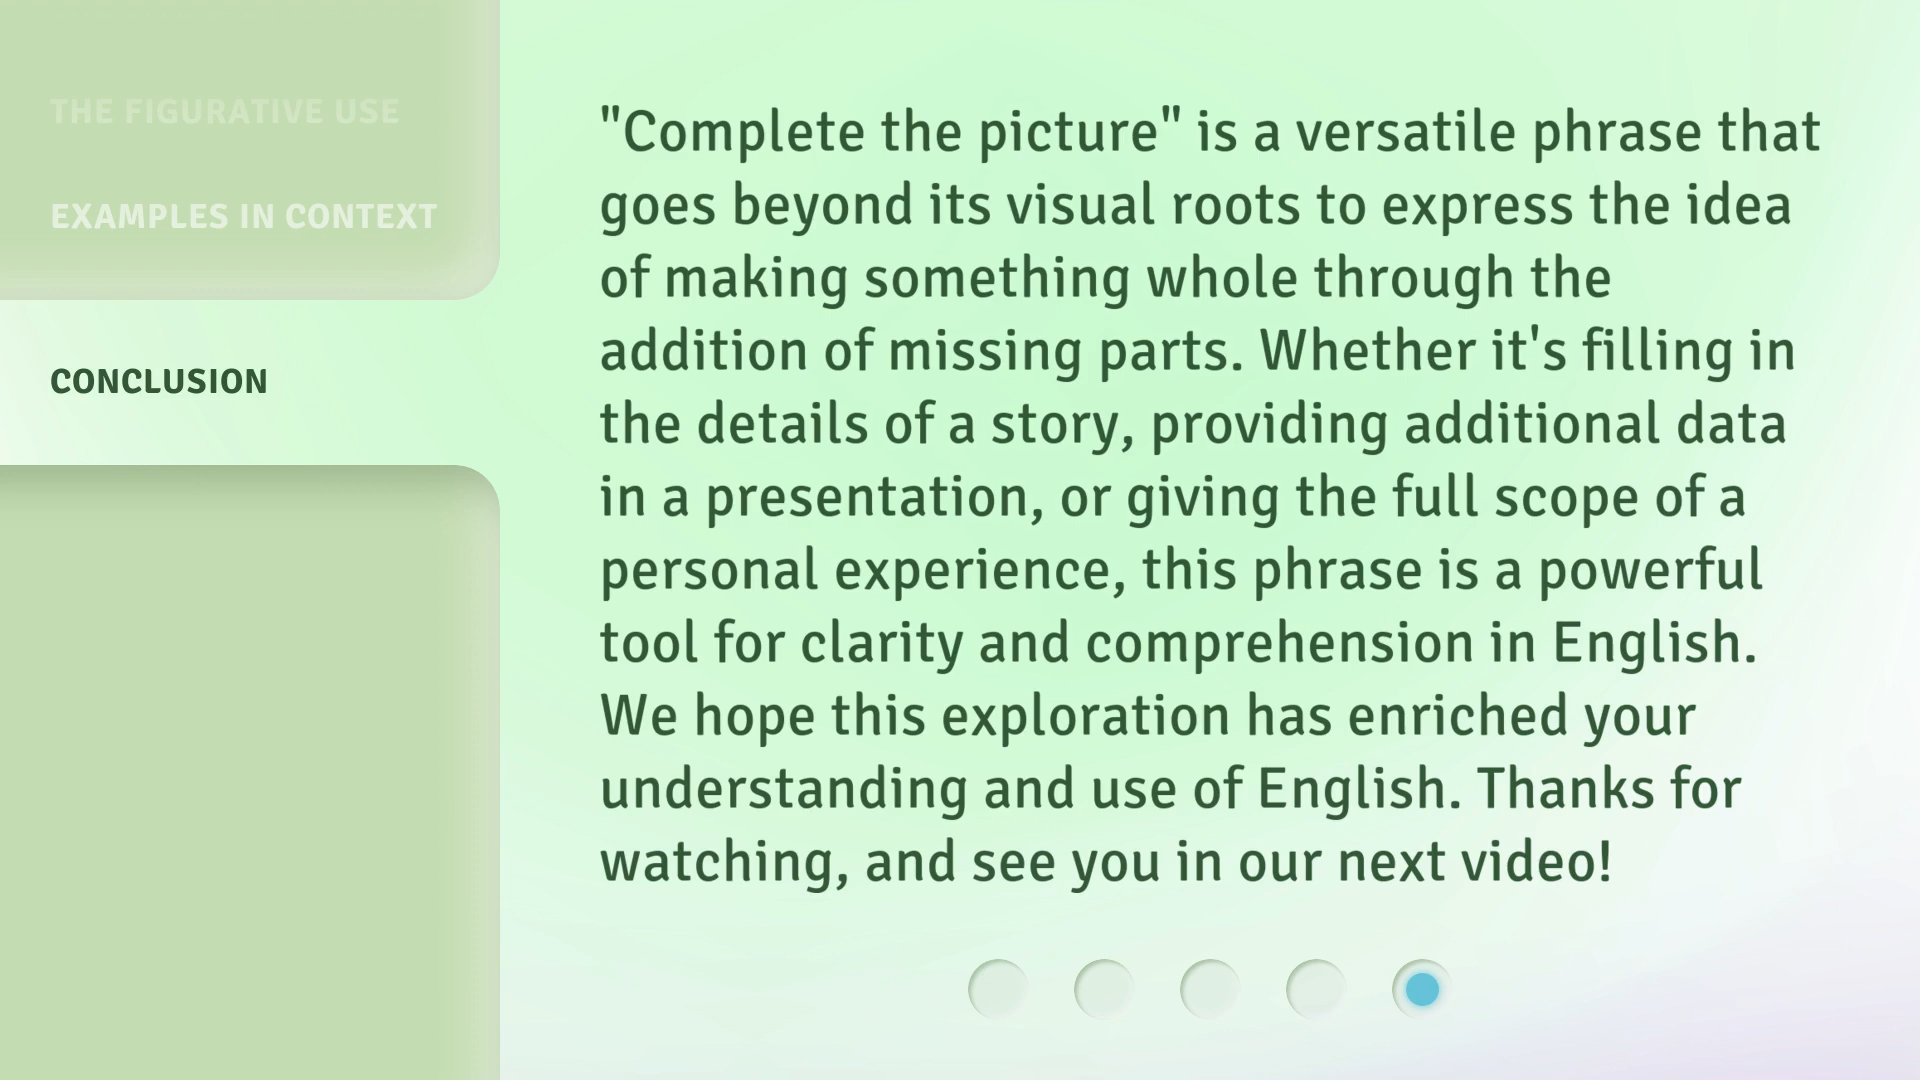 THE FIGURATIVE USE
EXAMPLES IN CONTEXT
CONCLUSION
"Complete the picture" is a versatile phrase that
goes beyond its visual roots to express the idea
of making something whole through the
addition of missing parts. Whether it's filling in
the details of a story, providing additional data
in a presentation, or giving the full scope of a
personal experience, this phrase is a powerful
tool for clarity and comprehension in English.
We hope this exploration has enriched your
understanding and use of English. Thanks for
watching, and see you in our next video!